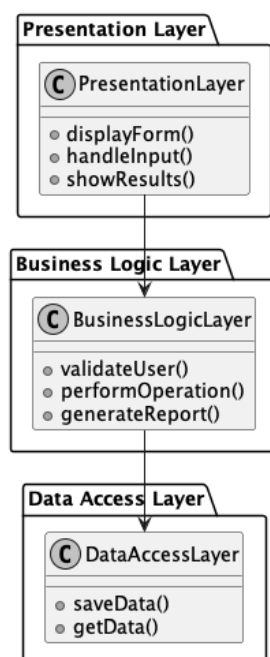 Presentation Layer
C PresentationLayer
displayForm()
handleInput()
showResults()
Business Logic Layer
C BusinessLogicLayer
validateUser()
performOperation()
generateReport()
Data Access Layer
C DataAccessLayer
saveData()
getData()